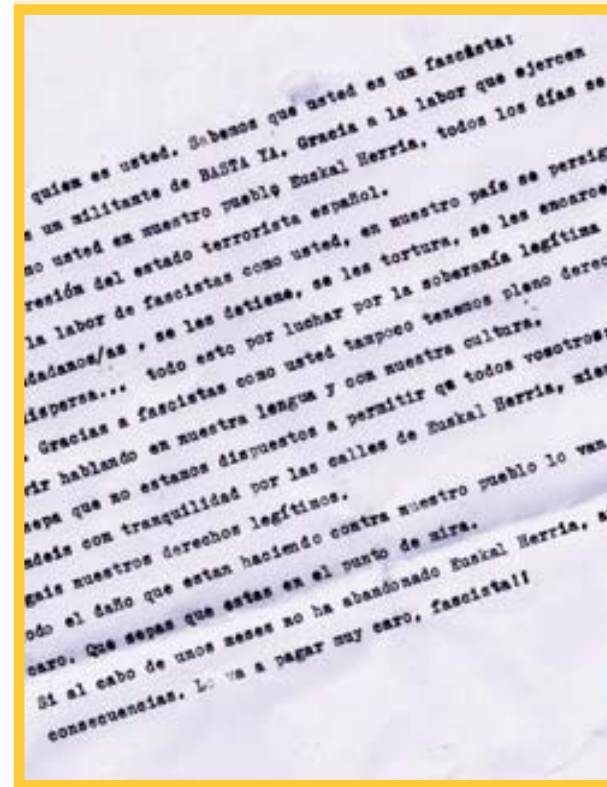 quien es usted. Sabemos que usted es un fascista:
un militante de BASTA YA. Gracia a la labor que ejercen
mo usted en nuestro pueblo Euskal Herria, todos los días se
resión del estado terrorista español.
la labor de fascistas como usted, en nuestro país se persig
dadanos/as , se les detiene, se les tortura, se les encarcel
ispersa... todo esto por luchar por la soberanía legítima
. Gracias a fascistas como usted tampoco tenemos pleno derec
vir hablando en nuestra lengua y con nuestra cultura.
sepa que no estamos dispuestos a permitir qe todos vosotros
ndeis con tranquilidad por las calles de Euskal Herria, mien
gais nuestros derechos legítimos.
odo el daño que estan haciendo contra nuestro pueblo lo van
caro. Que sepas que estas en el punto de mira.
Si al cabo de unos meses no ha abandonado Euskal Herria, a
consecuencias. Lo va a pagar muy caro, fascista!!